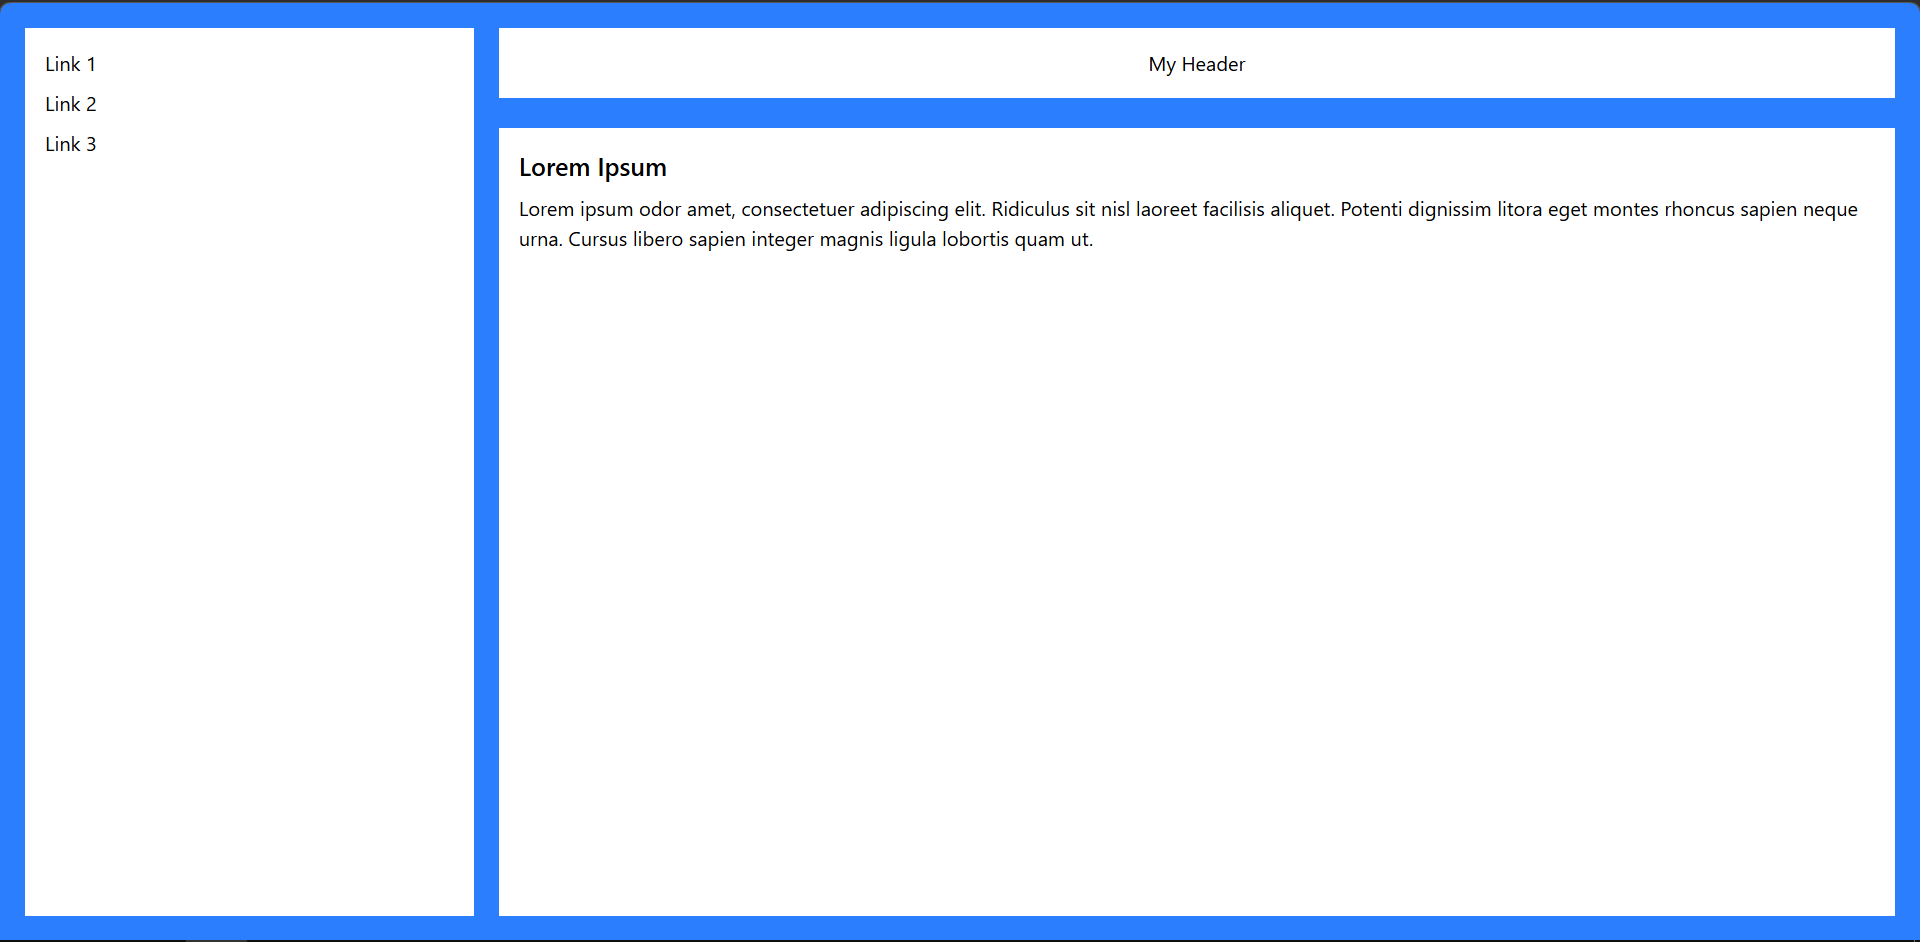 Link 1
Link 2
Link 3
My Header
Lorem Ipsum
Lorem ipsum odor amet, consectetuer adipiscing elit. Ridiculus sit nisl laoreet facilisis aliquet. Potenti dignissim litora eget montes rhoncus sapien neque
urna. Cursus libero sapien integer magnis ligula lobortis quam ut.